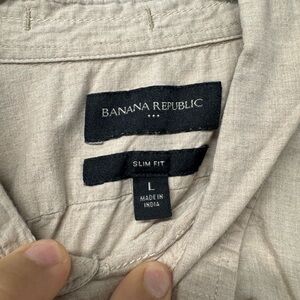 BANANA REPUBLIC
SLIM FIT
L
MADE IN
INDIA